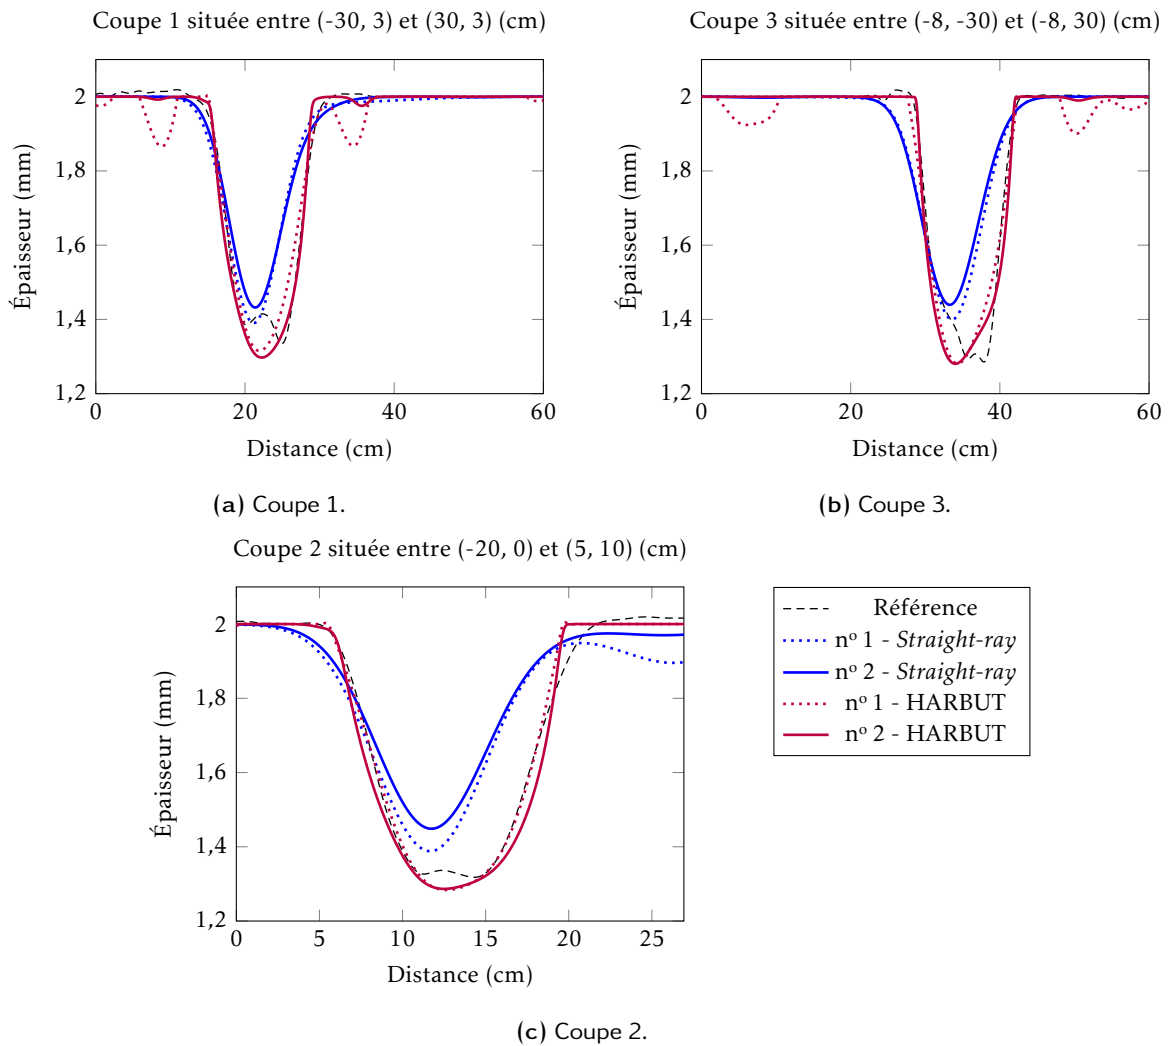 Coupe 1 située entre (-30, 3) et (30, 3) (cm)
2
1,8
1,6
1,4
1,2
Épaisseur (mm)
0
20
40
60
Distance (cm)
(a) Coupe 1.
Coupe 3 située entre (-8, -30) et (-8, 30) (cm)
2
1,8
1,6
1,4
1,2
Épaisseur (mm)
0
20
40
60
Distance (cm)
(b) Coupe 3.
Coupe 2 située entre (-20, 0) et (5, 10) (cm)
2
1,8
1,6
1,4
1,2
Épaisseur (mm)
0
5
10
15
20
25
Distance (cm)
(c) Coupe 2.
Référence
nº 1 - Straight-ray
nº 2 - Straight-ray
nº 1 - HARBUT
nº 2 - HARBUT